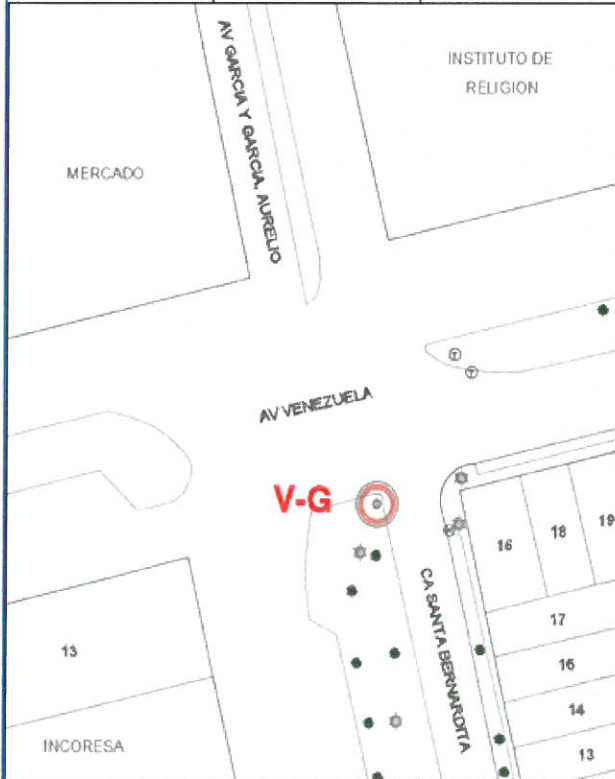 AV GARCIA Y GARCIA, AURELIO
INSTITUTO DE
RELIGION
MERCADO
T
T
AV VENEZUELA
V-G
16
18
19
17
16
14
13
CA SANTA BERNARDITA
13
INCORESA